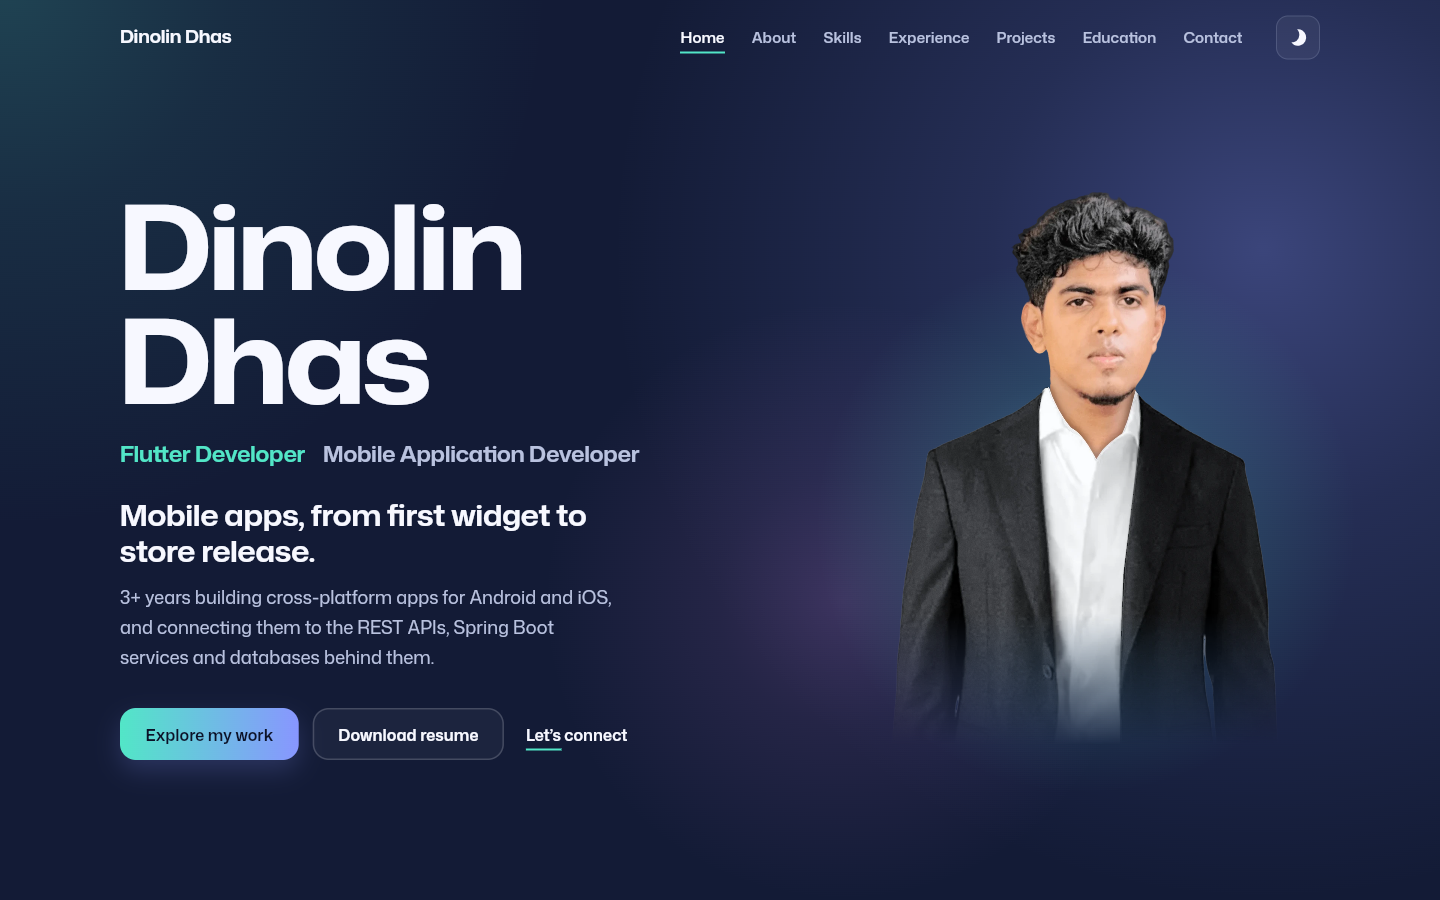 Dinolin Dhas
Home About Skills Experience Projects Education Contact
Dinolin
Dhas
Flutter Developer Mobile Application Developer
Mobile apps, from first widget to
store release.
3+ years building cross-platform apps for Android and iOS,
and connecting them to the REST APIs, Spring Boot
services and databases behind them.
Explore my work Download resume Let’s connect